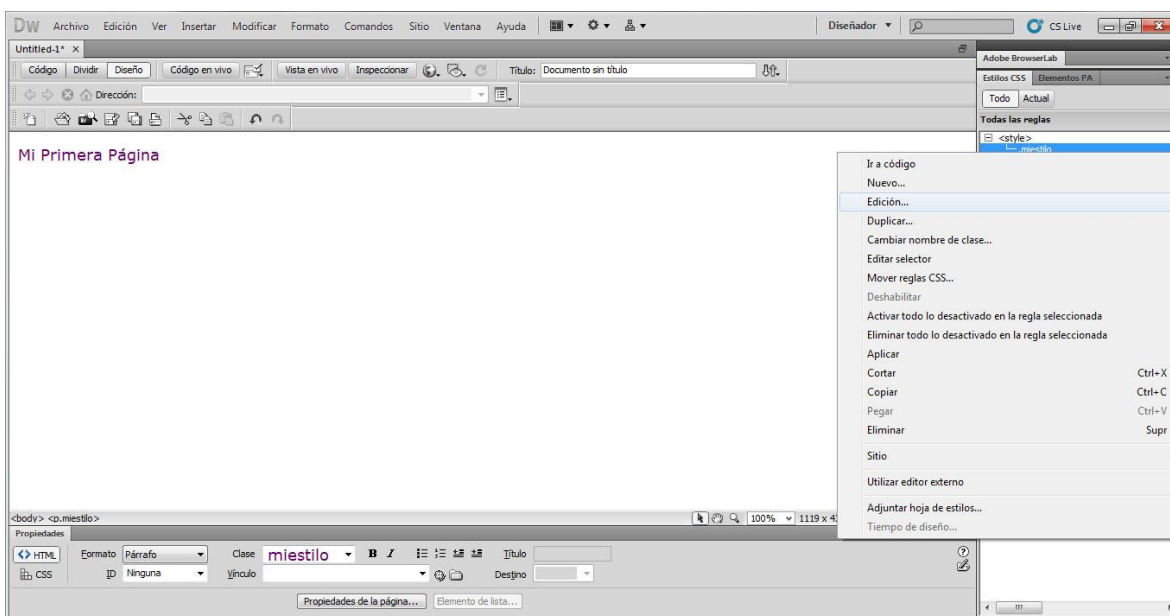 DW Archivo Edición Ver Insertar Modificar Formato Comandos Sitio Ventana Ayuda Diseñador CS Live
Untitled-1* ×
Código Dividir Diseño Código en vivo Vista en vivo Inspeccionar Título: Documento sin título
Dirección:
Mi Primera Página
Adobe BrowserLab
Estilos CSS Elementos PA
Todo Actual
Todas las reglas
<style>
.miestilo
Ir a código
Nuevo...
Edición...
Duplicar...
Cambiar nombre de clase...
Editar selector
Mover reglas CSS...
Deshabilitar
Activar todo lo desactivado en la regla seleccionada
Eliminar todo lo desactivado en la regla seleccionada
Aplicar
Cortar Ctrl+X
Copiar Ctrl+C
Pegar Ctrl+V
Eliminar Supr
Sitio
Utilizar editor externo
Adjuntar hoja de estilos...
Tiempo de diseño...
<body> <p.miestilo> 100% 1119 x
Propiedades
<> HTML Formato Párrafo Clase miestilo B I Título
CSS ID Ninguna Vínculo Destino
Propiedades de la página... Elemento de lista...